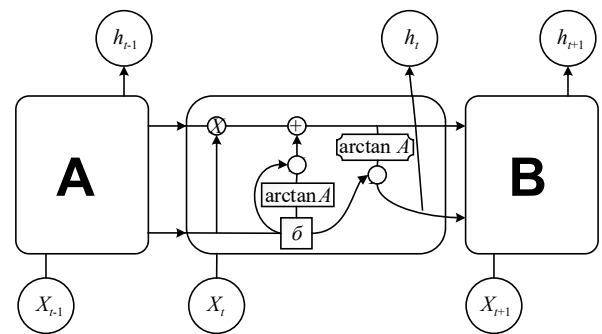 h_{t-1}
h_t
h_{t+1}
A
X
+
arctan A
B
arctan A
б
X_{t-1}
X_t
X_{t+1}